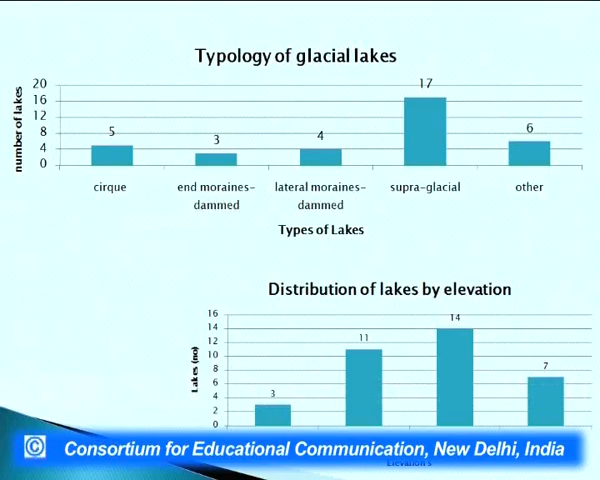 Typology of glacial lakes
number of lakes
20
16
12
8
4
0
5
3
4
17
6
cirque
end moraines-
dammed
lateral moraines-
dammed
supra-glacial
other
Types of Lakes
Distribution of lakes by elevation
Lakes (no)
16
14
12
10
8
6
4
2
0
3
11
14
7
© Consortium for Educational Communication, New Delhi, India